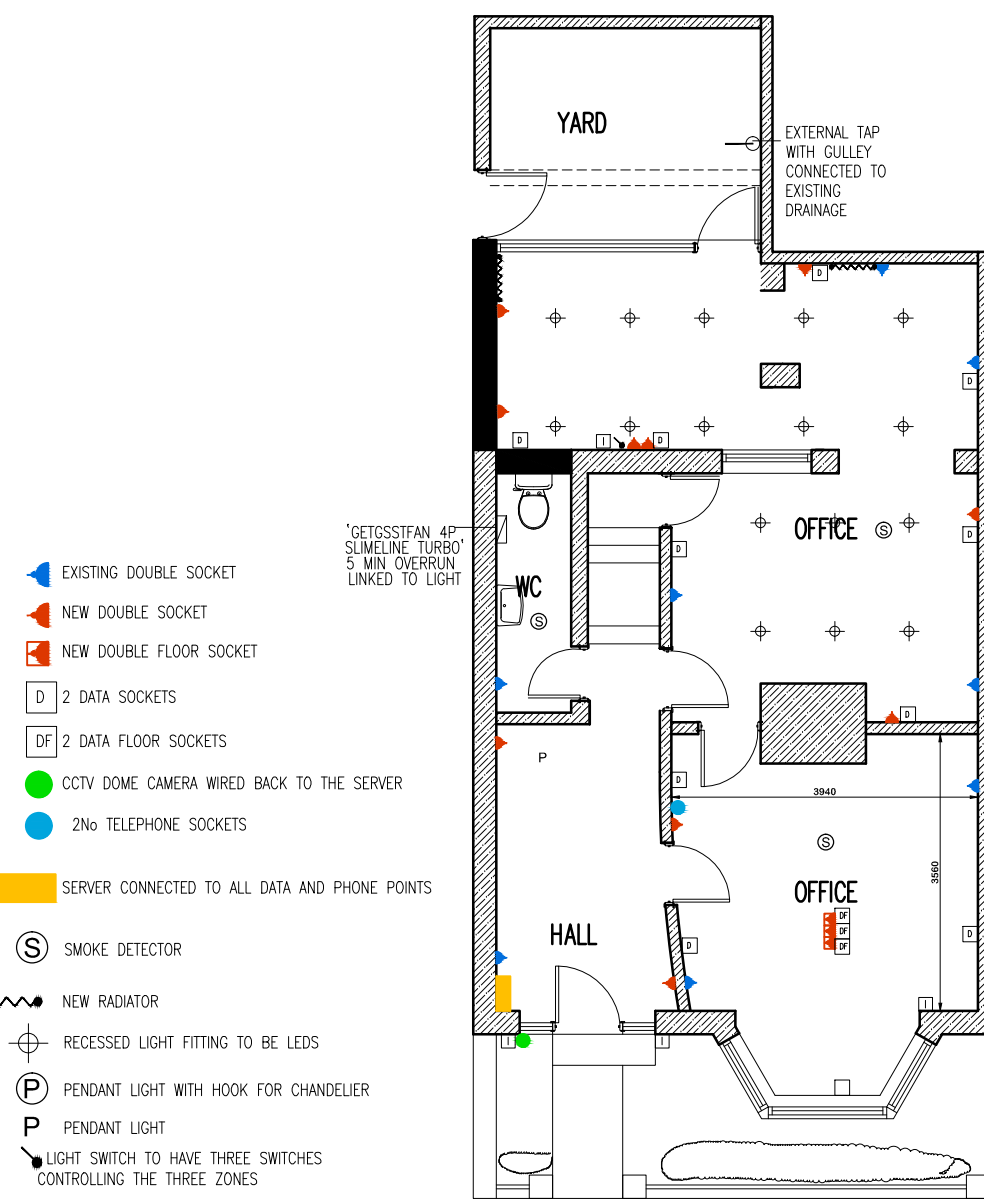 YARD
EXTERNAL TAP
WITH GULLEY
CONNECTED TO
EXISTING
DRAINAGE
D
D
D
I
D
'GETGSSTFAN 4P
SLIMELINE TURBO'
5 MIN OVERRUN
LINKED TO LIGHT
OFFICE
S
D
D
WC
S
D
P
D
3940
S
3560
OFFICE
DF
DF
DF
HALL
D
D
I
I
I
EXISTING DOUBLE SOCKET
NEW DOUBLE SOCKET
NEW DOUBLE FLOOR SOCKET
D 2 DATA SOCKETS
DF 2 DATA FLOOR SOCKETS
CCTV DOME CAMERA WIRED BACK TO THE SERVER
2No TELEPHONE SOCKETS
SERVER CONNECTED TO ALL DATA AND PHONE POINTS
S SMOKE DETECTOR
NEW RADIATOR
RECESSED LIGHT FITTING TO BE LEDS
P PENDANT LIGHT WITH HOOK FOR CHANDELIER
P PENDANT LIGHT
LIGHT SWITCH TO HAVE THREE SWITCHES
CONTROLLING THE THREE ZONES